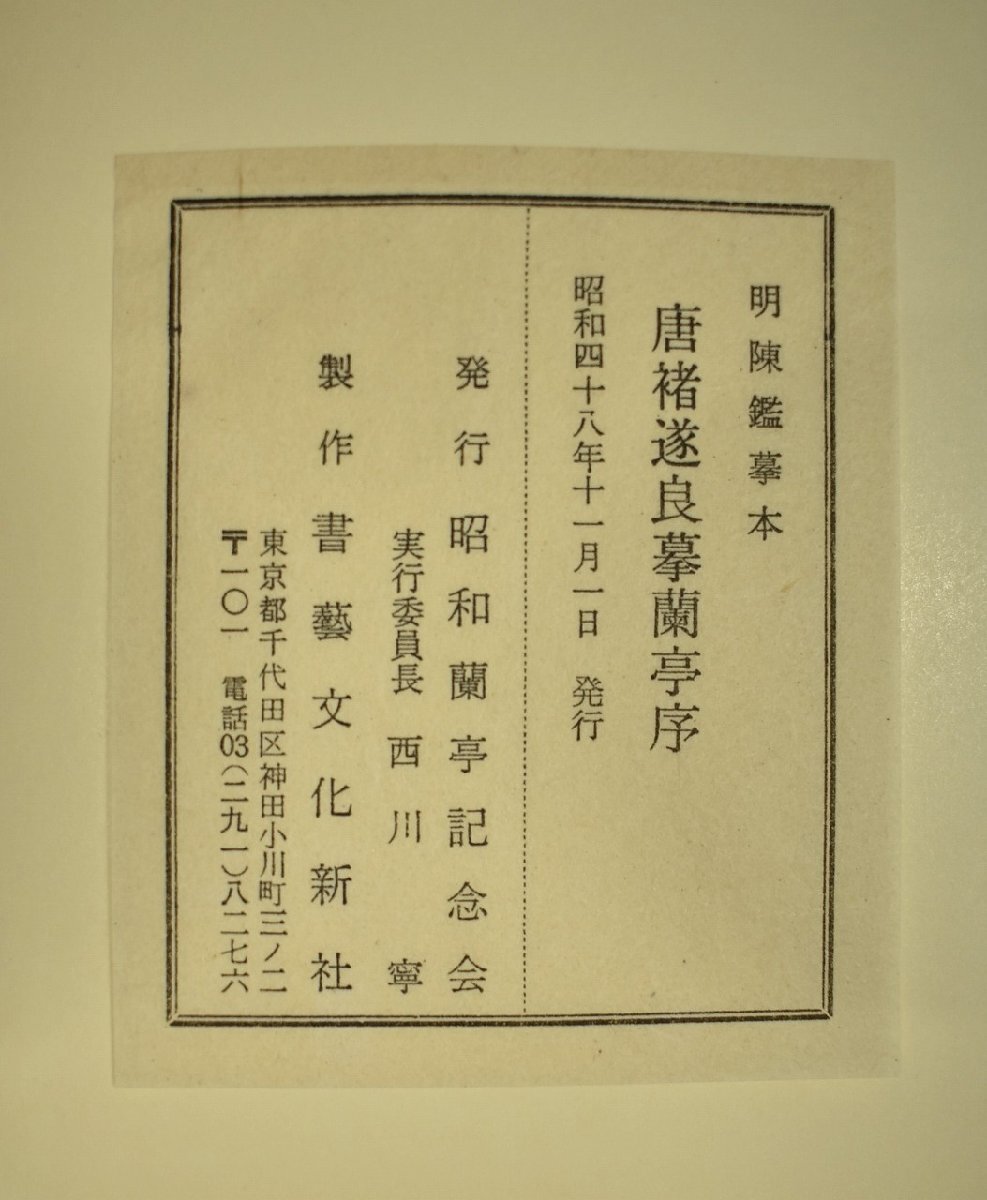 明陳鑑摹本
唐褚遂良摹蘭亭序
昭和四十八年十一月一日　発行
発行　昭和蘭亭記念会
実行委員長　西川寧
製作　書藝文化新社
東京都千代田区神田小川町三ノ二
〒一〇一　電話03(二九一)八二七六